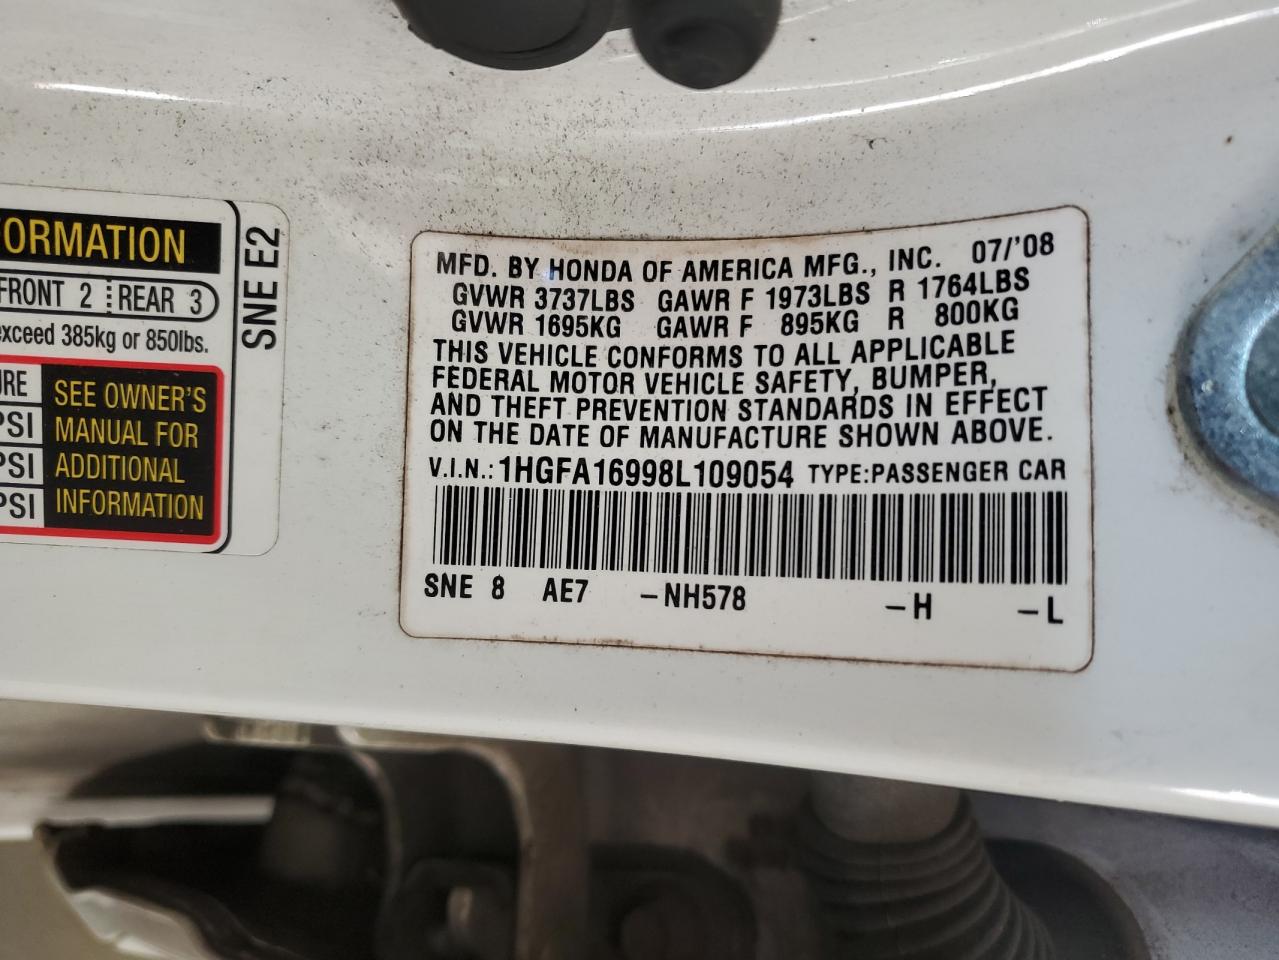 ORMATION
FRONT 2 REAR 3
exceed 385kg or 850lbs.
SEE OWNER'S
MANUAL FOR
ADDITIONAL
INFORMATION
URE
PSI
PSI
PSI
SNE E2
MFD. BY HONDA OF AMERICA MFG., INC. 07/'08
GVWR 3737LBS GAWR F 1973LBS R 1764LBS
GVWR 1695KG GAWR F 895KG R 800KG
THIS VEHICLE CONFORMS TO ALL APPLICABLE
FEDERAL MOTOR VEHICLE SAFETY, BUMPER,
AND THEFT PREVENTION STANDARDS IN EFFECT
ON THE DATE OF MANUFACTURE SHOWN ABOVE.
V.I.N.: 1HGFA16998L109054 TYPE:PASSENGER CAR
SNE 8 AE7 -NH578 -H -L